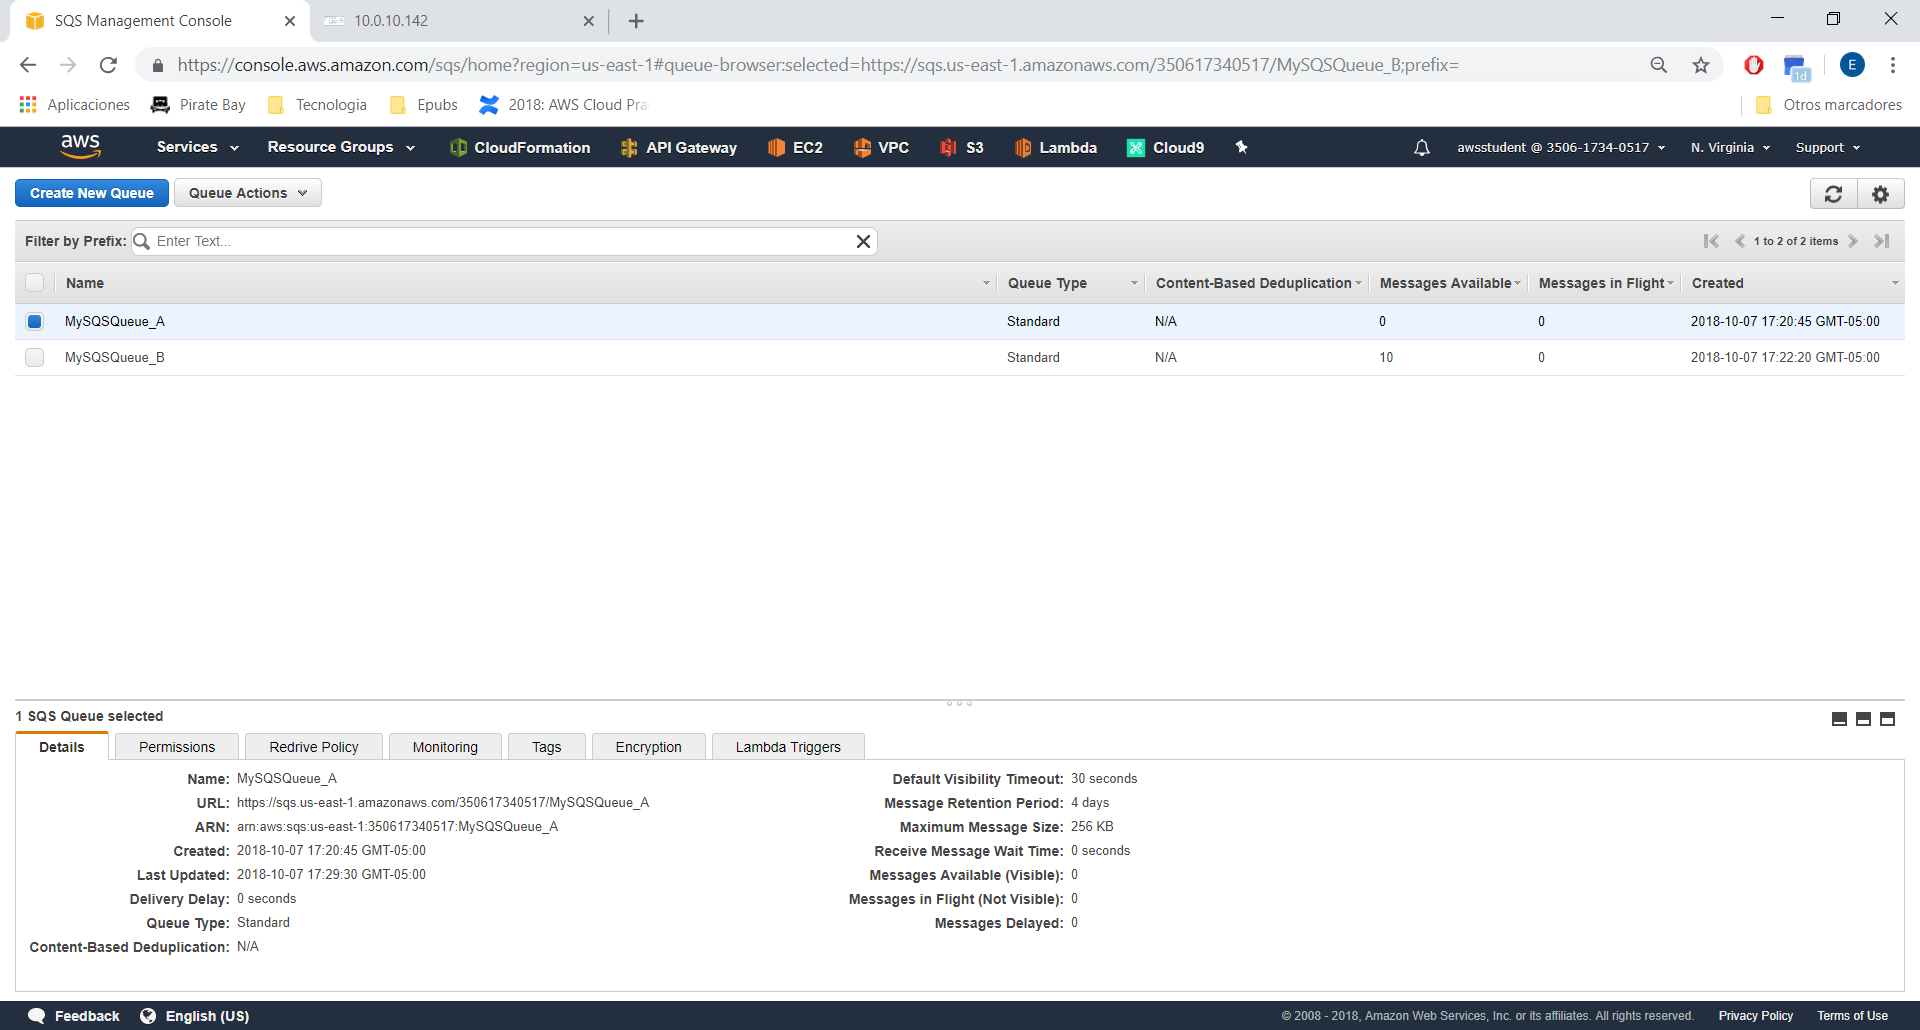 SQS Management Console
10.0.10.142
https://console.aws.amazon.com/sqs/home?region=us-east-1#queue-browser:selected=https://sqs.us-east-1.amazonaws.com/350617340517/MySQSQueue_B;prefix=
1d
E
Aplicaciones Pirate Bay Tecnologia Epubs 2018: AWS Cloud Pra Otros marcadores
aws Services Resource Groups CloudFormation API Gateway EC2 VPC S3 Lambda Cloud9 awsstudent @ 3506-1734-0517 N. Virginia Support
Create New Queue Queue Actions
Filter by Prefix: Enter Text... 1 to 2 of 2 items
Name Queue Type Content-Based Deduplication Messages Available Messages in Flight Created
MySQSQueue_A Standard N/A 0 0 2018-10-07 17:20:45 GMT-05:00
MySQSQueue_B Standard N/A 10 0 2018-10-07 17:22:20 GMT-05:00
1 SQS Queue selected
Details Permissions Redrive Policy Monitoring Tags Encryption Lambda Triggers
Name: MySQSQueue_A
URL: https://sqs.us-east-1.amazonaws.com/350617340517/MySQSQueue_A
ARN: arn:aws:sqs:us-east-1:350617340517:MySQSQueue_A
Created: 2018-10-07 17:20:45 GMT-05:00
Last Updated: 2018-10-07 17:29:30 GMT-05:00
Delivery Delay: 0 seconds
Queue Type: Standard
Content-Based Deduplication: N/A
Default Visibility Timeout: 30 seconds
Message Retention Period: 4 days
Maximum Message Size: 256 KB
Receive Message Wait Time: 0 seconds
Messages Available (Visible): 0
Messages in Flight (Not Visible): 0
Messages Delayed: 0
Feedback English (US) © 2008 - 2018, Amazon Web Services, Inc. or its affiliates. All rights reserved. Privacy Policy Terms of Use